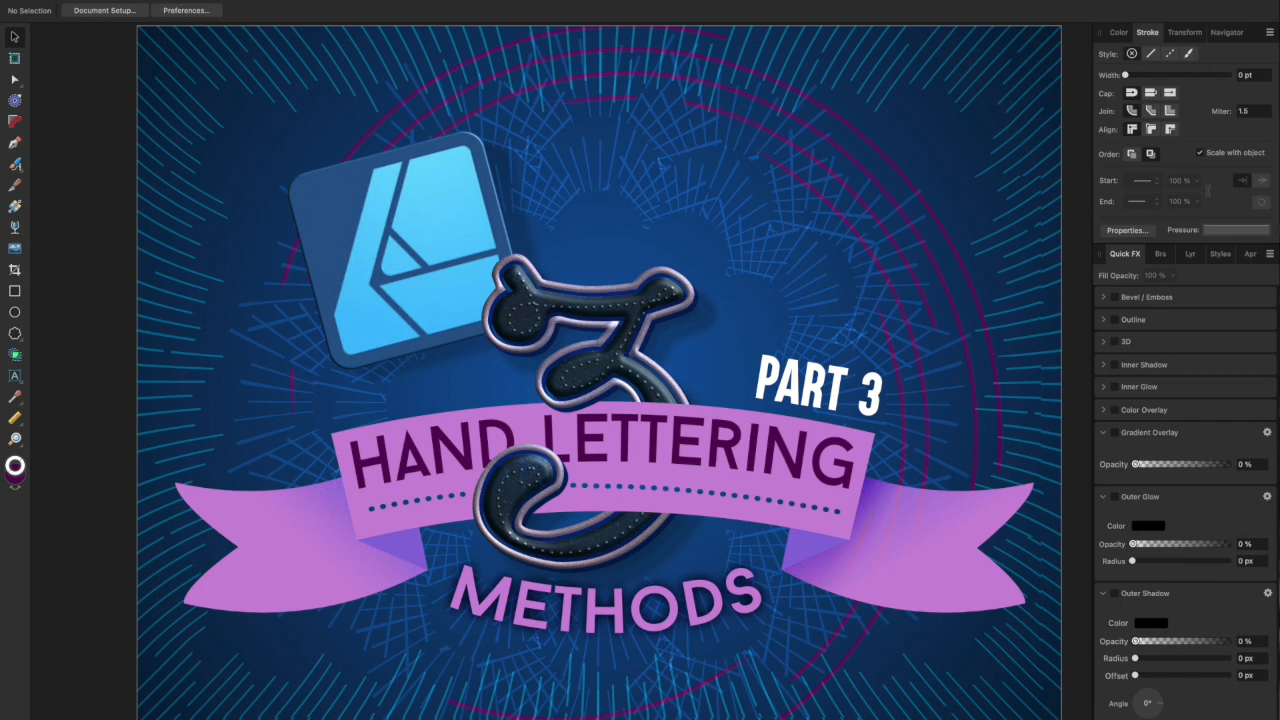 No Selection
Document Setup...
Preferences...
Color Stroke Transform Navigator
Style:
Width: 0 pt
Cap:
Join: Miter: 1.5
Align:
Order: Scale with object
Start: 100 %
End: 100 %
Properties... Pressure:
Quick FX Brs Lyr Styles Apr
Fill Opacity: 100 %
Bevel / Emboss
Outline
3D
Inner Shadow
Inner Glow
Color Overlay
Gradient Overlay
Opacity 0 %
Outer Glow
Color
Opacity 0 %
Radius 0 px
Outer Shadow
Color
Opacity 0 %
Radius 0 px
Offset 0 px
Angle 0°
A
3
PART 3
HAND LETTERING
METHODS